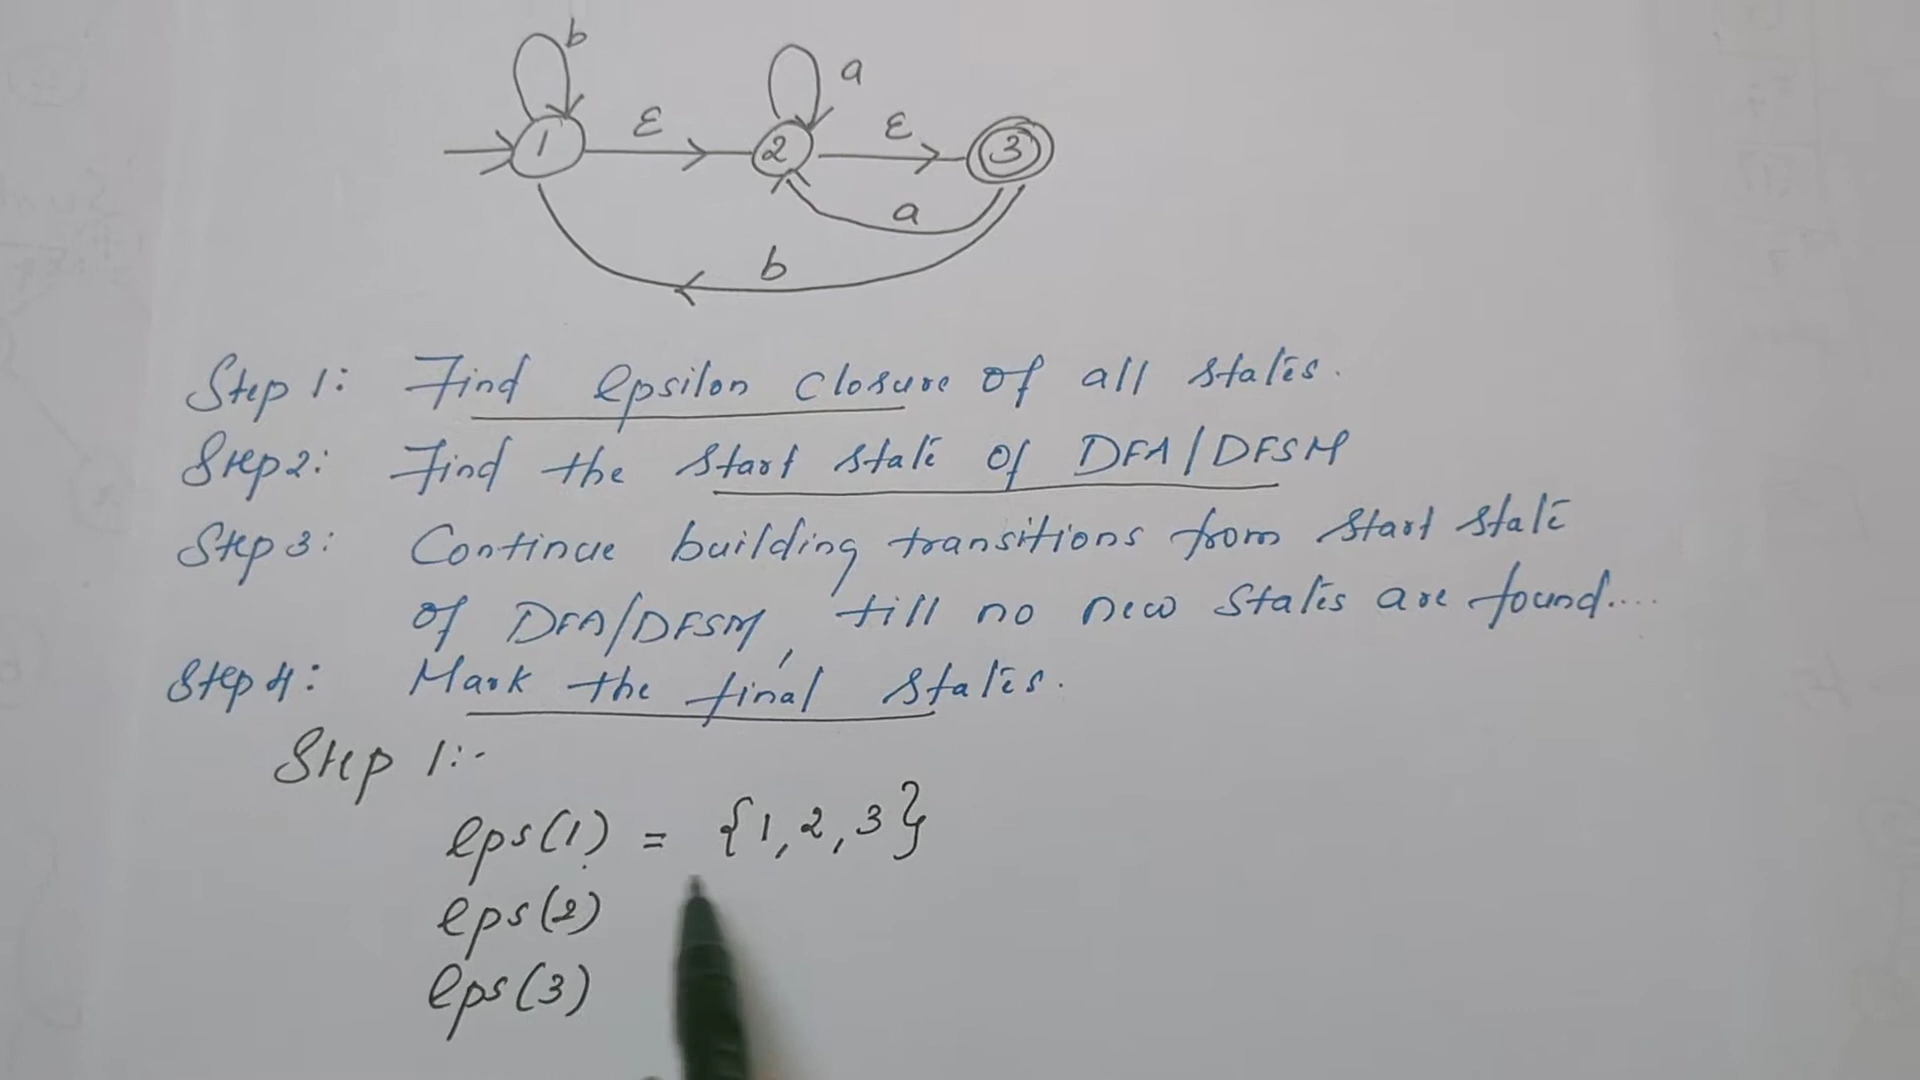 b
a
ε
ε
1
2
3
a
b
Step 1: Find epsilon closure of all states.
Step 2: Find the start state of DFA/DFSM
Step 3: Continue building transitions from start state
of DFA/DFSM, till no new states are found....
Step 4: Mark the final states.
Step 1:-
eps(1) = {1,2,3}
eps(2)
eps(3)